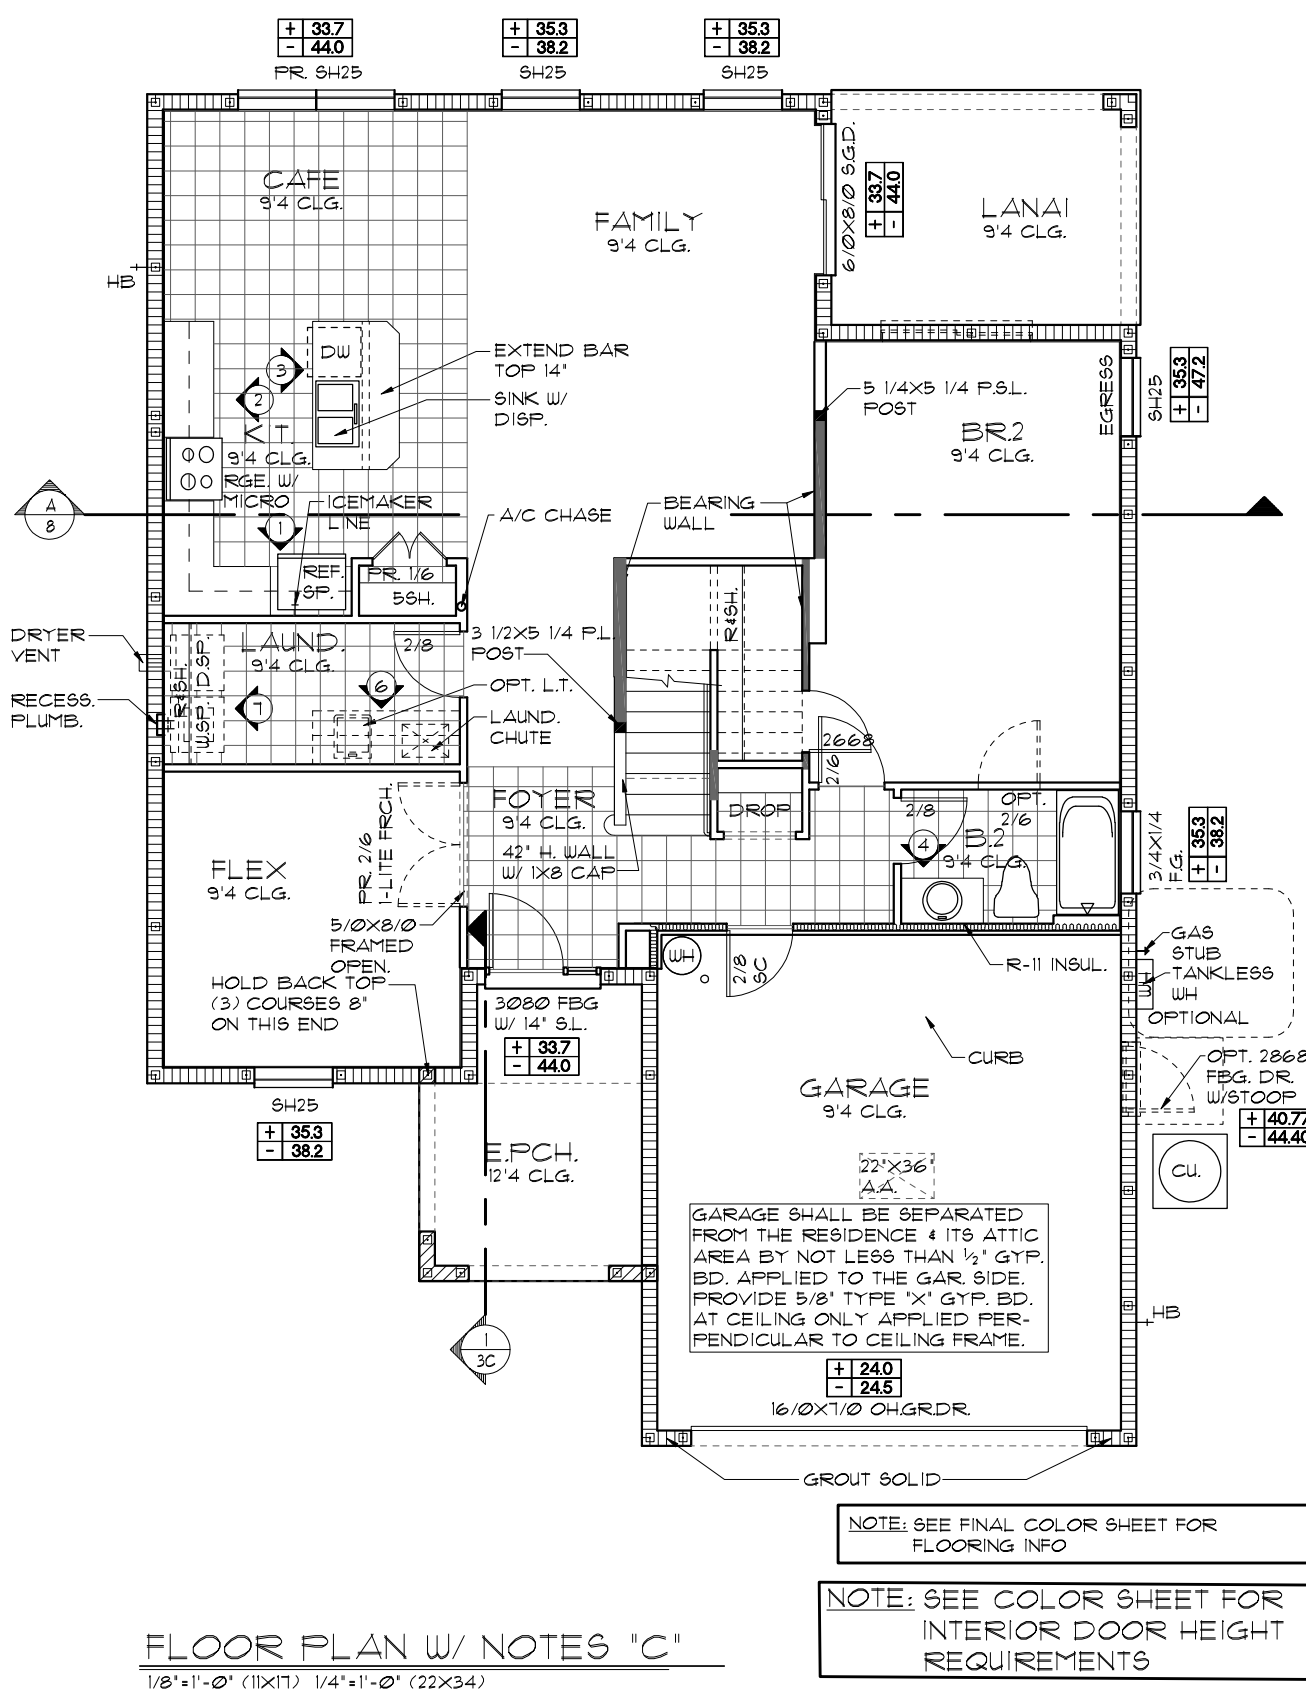 + 33.7
- 44.0
PR. SH25
+ 35.3
- 38.2
SH25
+ 35.3
- 38.2
SH25
CAFE
9'4 CLG.
FAMILY
9'4 CLG.
6/0X8/0 S.G.D.
+ 33.7
- 44.0
LANAI
9'4 CLG.
HB
DW
3
2
KIT.
9'4 CLG.
RGE. W/
MICRO
EXTEND BAR
TOP 14"
SINK W/
DISP.
5 1/4X5 1/4 P.S.L.
POST
BR.2
9'4 CLG.
EGRESS
SH25
+ 35.3
- 47.2
A
8
1
ICEMAKER
LINE
A/C CHASE
BEARING
WALL
REF.
SP.
PR. 1/6
5SH.
R&SH.
DRYER
VENT
RECESS.
PLUMB.
LAUND.
9'4 CLG.
2/8
R&SH.
D.SP.
W.SP.
7
6
3 1/2X5 1/4 P.L.
POST
OPT. L.T.
LAUND.
CHUTE
2668
2/6
DROP
FOYER
9'4 CLG.
42" H. WALL
W/ 1X8 CAP
FLEX
9'4 CLG.
PR. 2/6
1-LITE FRCH.
5/0X8/0
FRAMED
OPEN.
2/8
OPT.
2/6
4
B.2
9'4 CLG.
3/4X1/4
F.G.
+ 35.3
- 38.2
HOLD BACK TOP
(3) COURSES 8"
ON THIS END
WH
2/8
SC
R-11 INSUL.
GAS
STUB
TANKLESS
WH
OPTIONAL
3080 FBG
W/ 14" S.L.
+ 33.7
- 44.0
CURB
OPT. 2868
FBG. DR.
W/STOOP
+ 40.77
- 44.40
CU.
SH25
+ 35.3
- 38.2
GARAGE
9'4 CLG.
E.PCH.
12'4 CLG.
22"X36"
A.A.
GARAGE SHALL BE SEPARATED
FROM THE RESIDENCE & ITS ATTIC
AREA BY NOT LESS THAN 1/2" GYP.
BD. APPLIED TO THE GAR. SIDE.
PROVIDE 5/8" TYPE "X" GYP. BD.
AT CEILING ONLY APPLIED PER-
PENDICULAR TO CEILING FRAME.
HB
1
3C
+ 24.0
- 24.5
16/0X7/0 OH.GR.DR.
GROUT SOLID
NOTE: SEE FINAL COLOR SHEET FOR
FLOORING INFO
NOTE: SEE COLOR SHEET FOR
INTERIOR DOOR HEIGHT
REQUIREMENTS
FLOOR PLAN W/ NOTES "C"
1/8"=1'-0" (11X17) 1/4"=1'-0" (22X34)